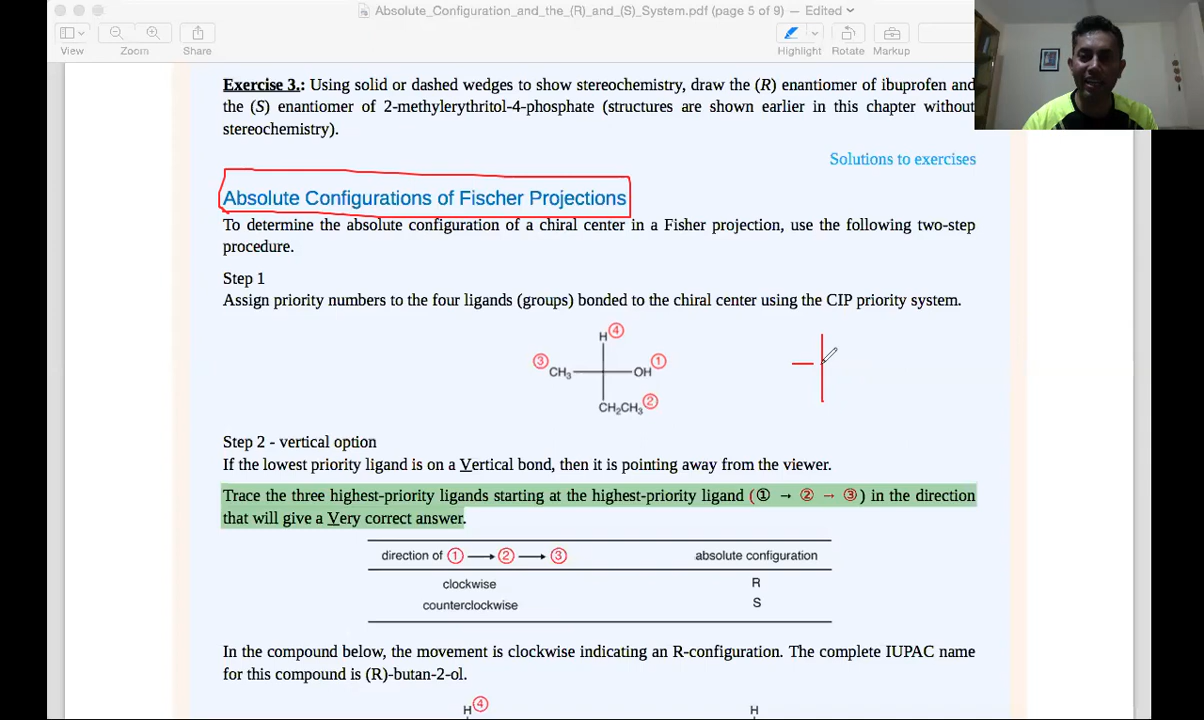 Absolute_Configuration_and_the_(R)_and_(S)_System.pdf (page 5 of 9) — Edited
View
Zoom
Share
Highlight
Rotate
Markup
Exercise 3.: Using solid or dashed wedges to show stereochemistry, draw the (R) enantiomer of ibuprofen and
the (S) enantiomer of 2-methylerythritol-4-phosphate (structures are shown earlier in this chapter without
stereochemistry).
Solutions to exercises
Absolute Configurations of Fischer Projections
To determine the absolute configuration of a chiral center in a Fisher projection, use the following two-step
procedure.
Step 1
Assign priority numbers to the four ligands (groups) bonded to the chiral center using the CIP priority system.
H ④
③ CH₃ OH ①
CH₂CH₃ ②
Step 2 - vertical option
If the lowest priority ligand is on a Vertical bond, then it is pointing away from the viewer.
Trace the three highest-priority ligands starting at the highest-priority ligand (① → ② → ③) in the direction
that will give a Very correct answer.
direction of ① → ② → ③ absolute configuration
clockwise R
counterclockwise S
In the compound below, the movement is clockwise indicating an R-configuration. The complete IUPAC name
for this compound is (R)-butan-2-ol.
H ④ H